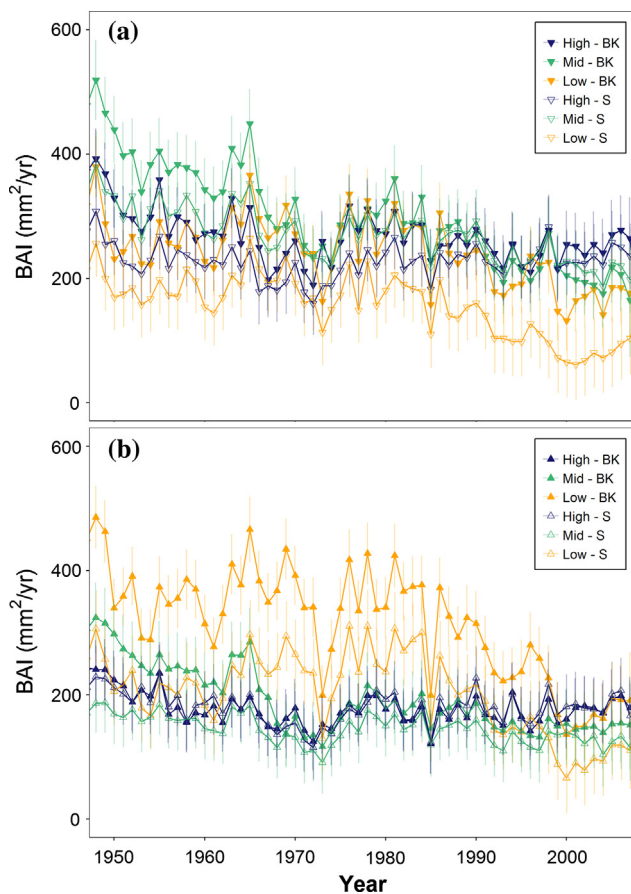 (a)
600
400
200
0
BAI (mm²/yr)
High - BK
Mid - BK
Low - BK
High - S
Mid - S
Low - S
(b)
600
400
200
0
BAI (mm²/yr)
High - BK
Mid - BK
Low - BK
High - S
Mid - S
Low - S
1950 1960 1970 1980 1990 2000
Year